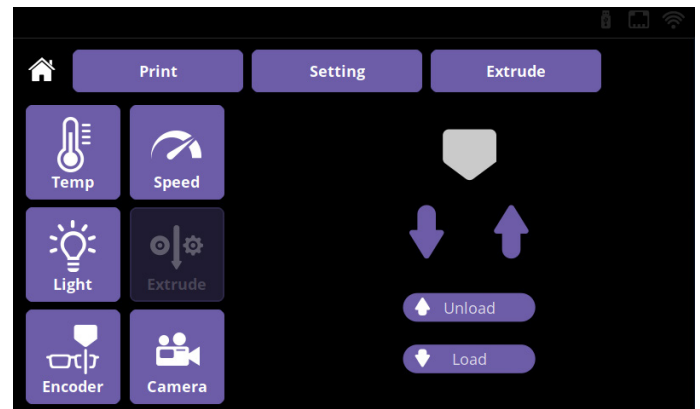 Print Setting Extrude
Temp Speed
Light Extrude
Unload
Load
Encoder Camera